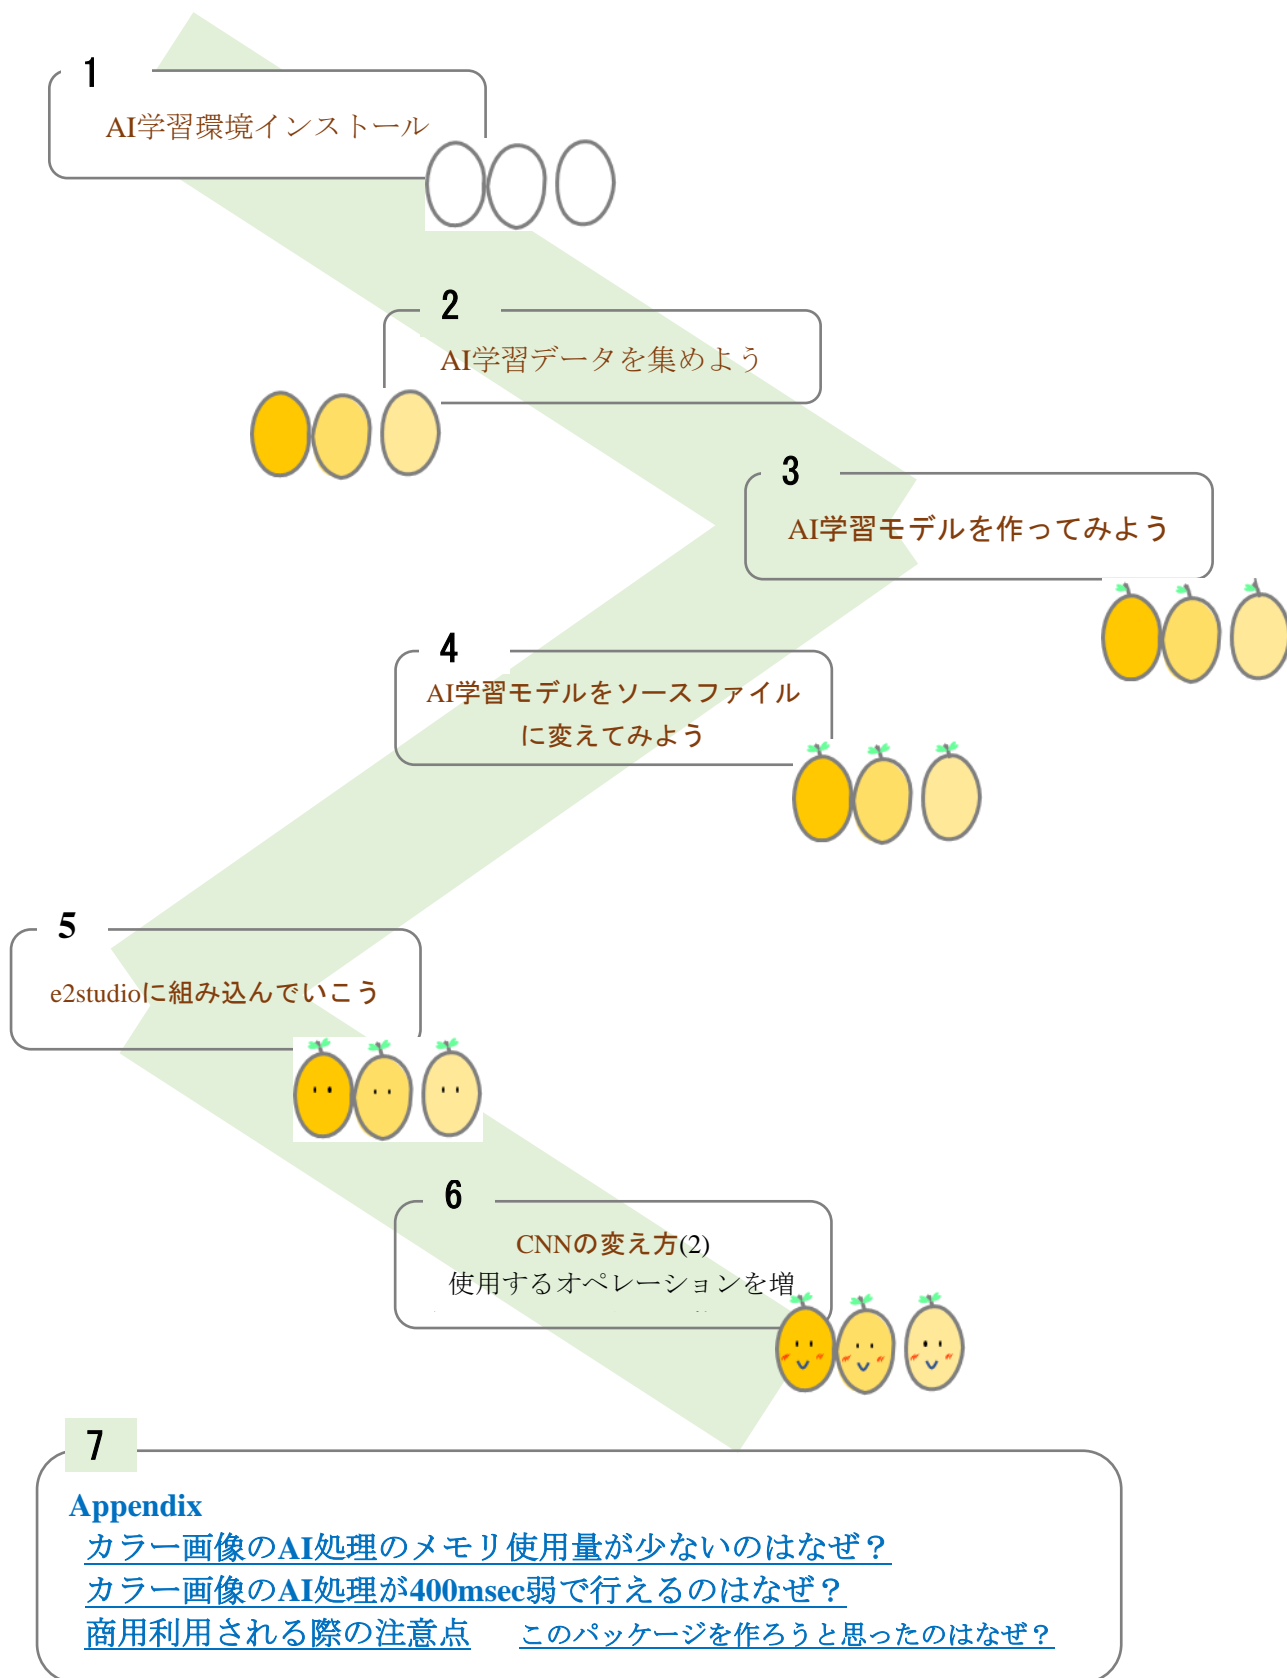 1
AI学習環境インストール
2
AI学習データを集めよう
3
AI学習モデルを作ってみよう
4
AI学習モデルをソースファイル
に変えてみよう
5
e2studioに組み込んでいこう
6
CNNの変え方(2)
使用するオペレーションを増
7
Appendix
カラー画像のAI処理のメモリ使用量が少ないのはなぜ？
カラー画像のAI処理が400msec弱で行えるのはなぜ？
商用利用される際の注意点 このパッケージを作ろうと思ったのはなぜ？